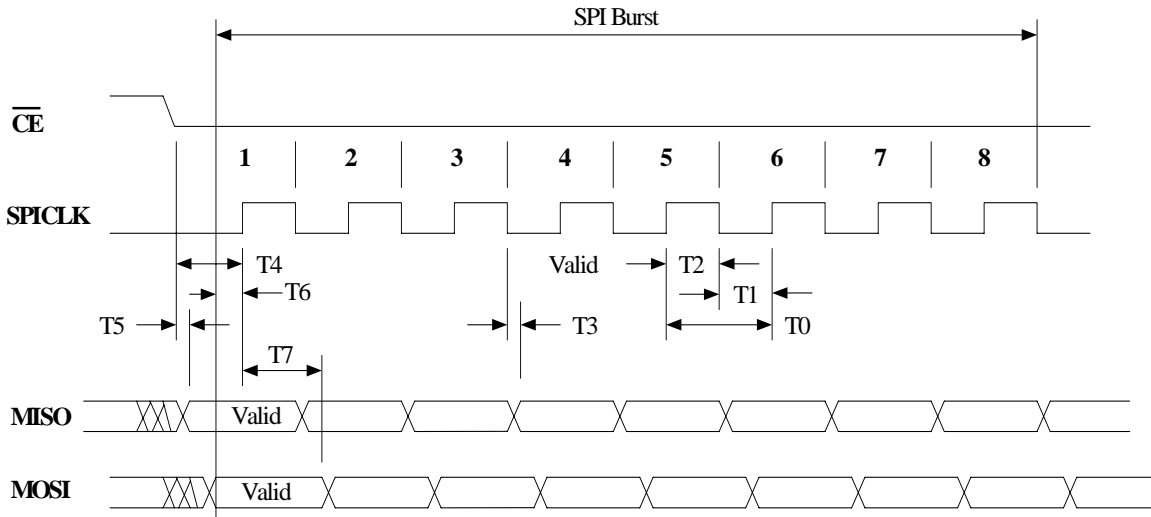 SPI Burst
CE
1 2 3 4 5 6 7 8
SPICLK
T4 Valid T2
T6 T1
T5 T3 T0
T7
MISO Valid
MOSI Valid